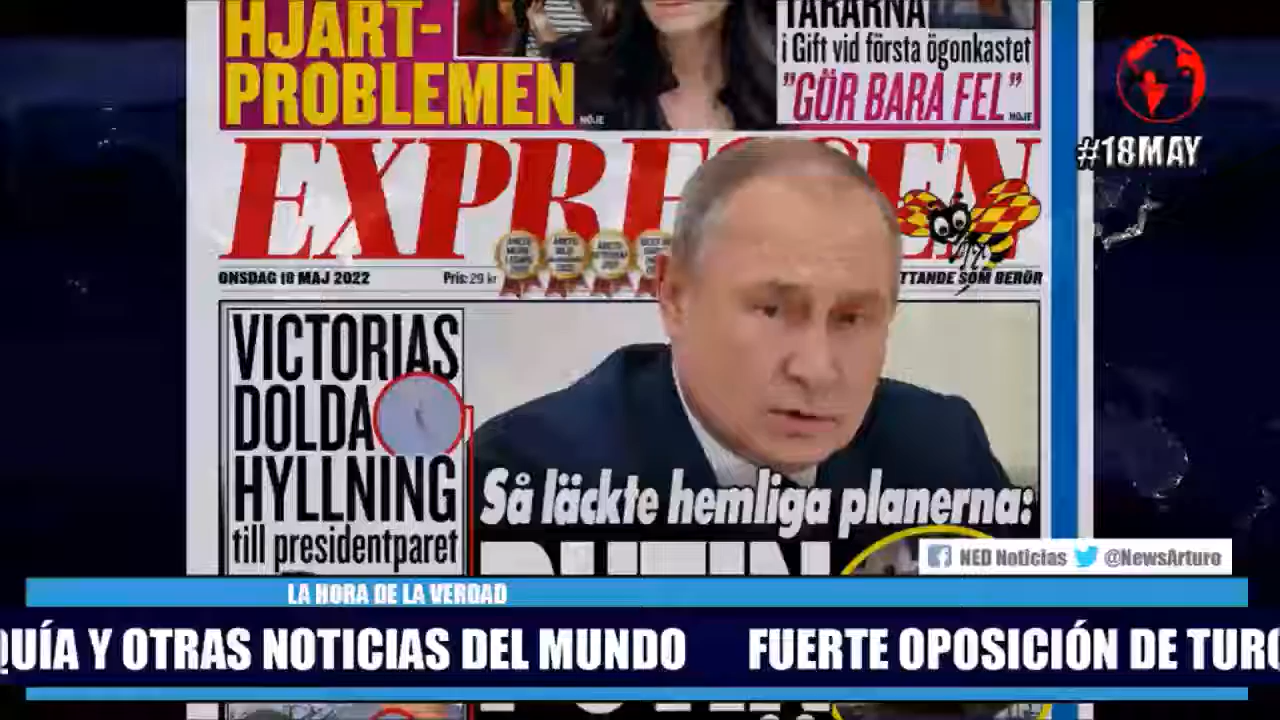 HJÄRT-
PROBLEMEN
NÖJE
TÅRARNA
i Gift vid första ögonkastet
"GÖR BARA FEL"
NÖJE
EXPRESSEN
#18MAY
ONSDAG 18 MAJ 2022
Pris: 29 kr
TTANDE SOM BERÖR
VICTORIAS
DOLDA
HYLLNING
till presidentparet
Så läckte hemliga planerna:
PUTIN
NED Noticias
@NewsArturo
LA HORA DE LA VERDAD
QUÍA Y OTRAS NOTICIAS DEL MUNDO
FUERTE OPOSICIÓN DE TURQ